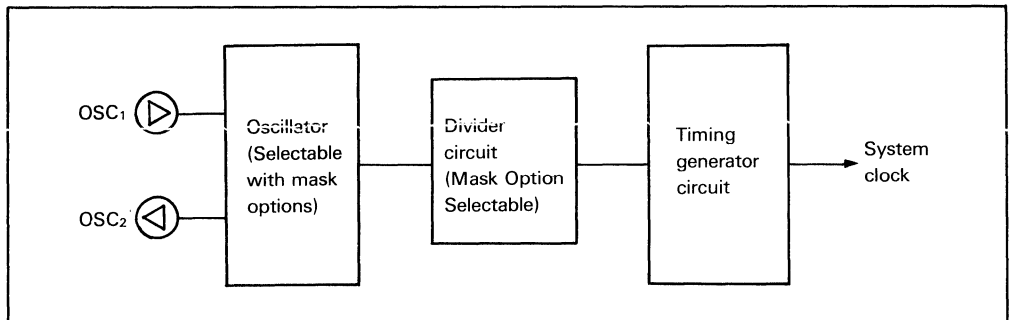 OSC₁
Oscillator
(Selectable
with mask
options)
OSC₂
Divider
circuit
(Mask Option
Selectable)
Timing
generator
circuit
System
clock